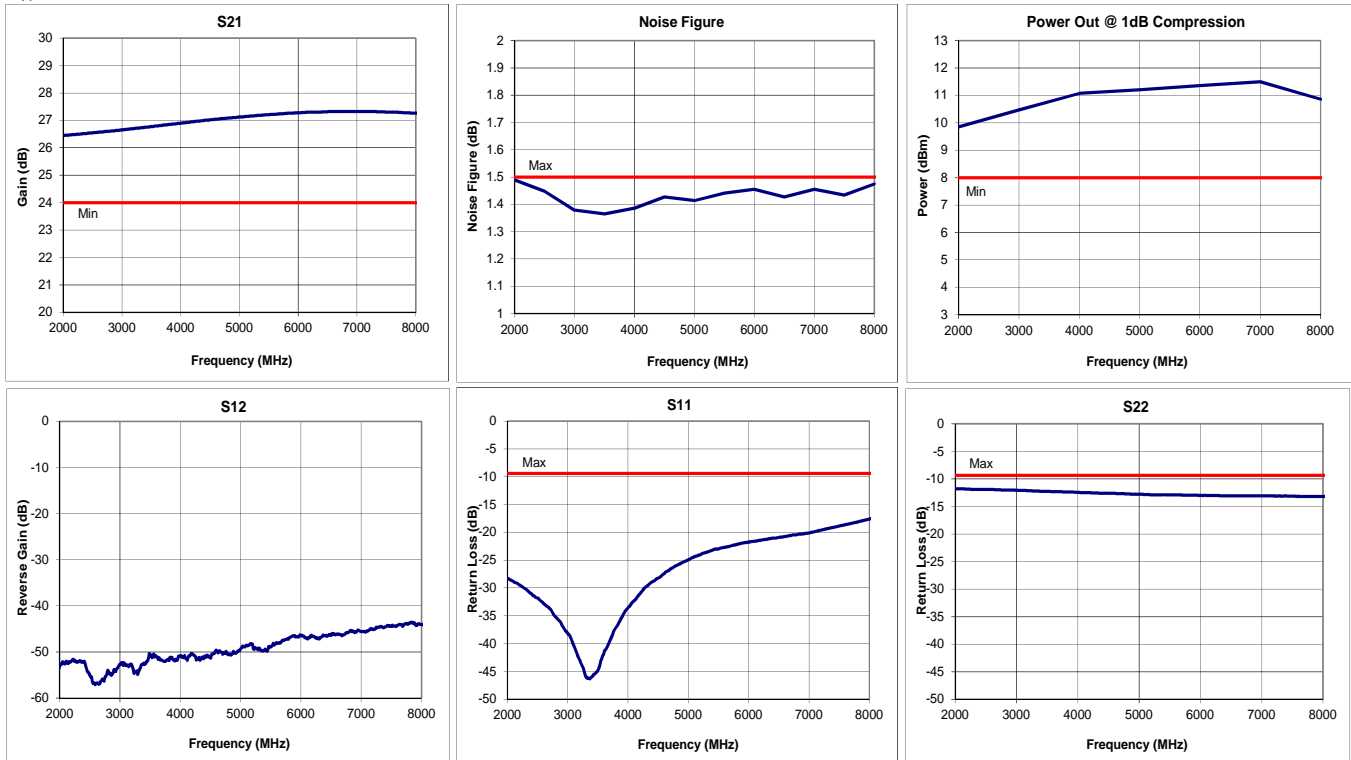 S21
30
29
28
27
26
25
24
23
22
21
20
Gain (dB)
Min
2000 3000 4000 5000 6000 7000 8000
Frequency (MHz)
Noise Figure
2
1.9
1.8
1.7
1.6
1.5
1.4
1.3
1.2
1.1
1
Noise Figure (dB)
Max
2000 3000 4000 5000 6000 7000 8000
Frequency (MHz)
Power Out @ 1dB Compression
13
12
11
10
9
8
7
6
5
4
3
Power (dBm)
Min
2000 3000 4000 5000 6000 7000 8000
Frequency (MHz)
S12
0
-10
-20
-30
-40
-50
-60
Reverse Gain (dB)
2000 3000 4000 5000 6000 7000 8000
Frequency (MHz)
S11
0
-5
-10
-15
-20
-25
-30
-35
-40
-45
-50
Return Loss (dB)
Max
2000 3000 4000 5000 6000 7000 8000
Frequency (MHz)
S22
0
-5
-10
-15
-20
-25
-30
-35
-40
-45
-50
Return Loss (dB)
Max
2000 3000 4000 5000 6000 7000 8000
Frequency (MHz)